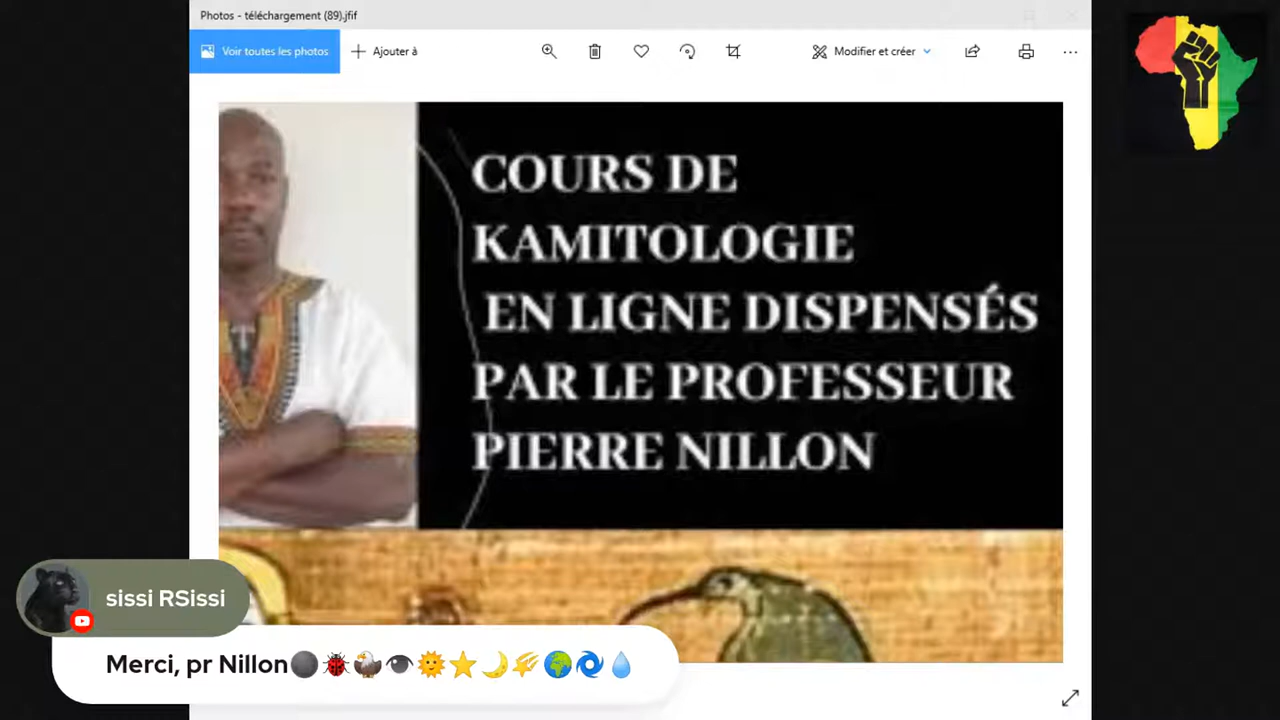 Photos - téléchargement (89).jfif
Voir toutes les photos
Ajouter à
Modifier et créer
COURS DE
KAMITOLOGIE
EN LIGNE DISPENSÉS
PAR LE PROFESSEUR
PIERRE NILLON
sissi RSissi
Merci, pr Nillon🌑🐞🦅👁🌞⭐🌙🌠🌍🌀💧